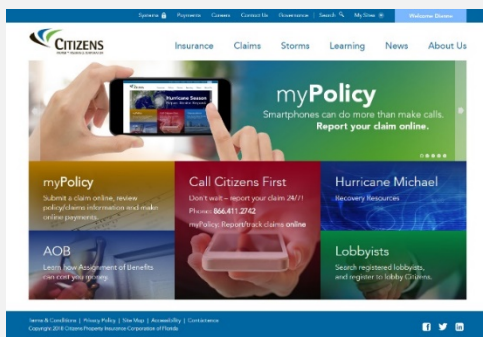 Systems Payments Careers Contact Us Governance | Search My Sites Welcome
CITIZENS
Insurance Claims Storms Learning News About Us
myPolicy
Smartphones can do more than make calls.
Report your claim online.
Hurricane Season
myPolicy
Submit a claim online, review
policy/claims information and make
online payments.
Call Citizens First
Don't wait – report your claim 24/7!
Phone: 866.411.2742
myPolicy: Report/track claims online
Hurricane Michael
Recovery Resources
AOB
Learn how Assignment of Benefits
can cost you money.
Lobbyists
Search registered lobbyists,
and register to lobby Citizens.
Terms & Conditions | Privacy Policy | Site Map | Accessibility |
Copyright 2018 Citizens Property Insurance Corporation of Florida